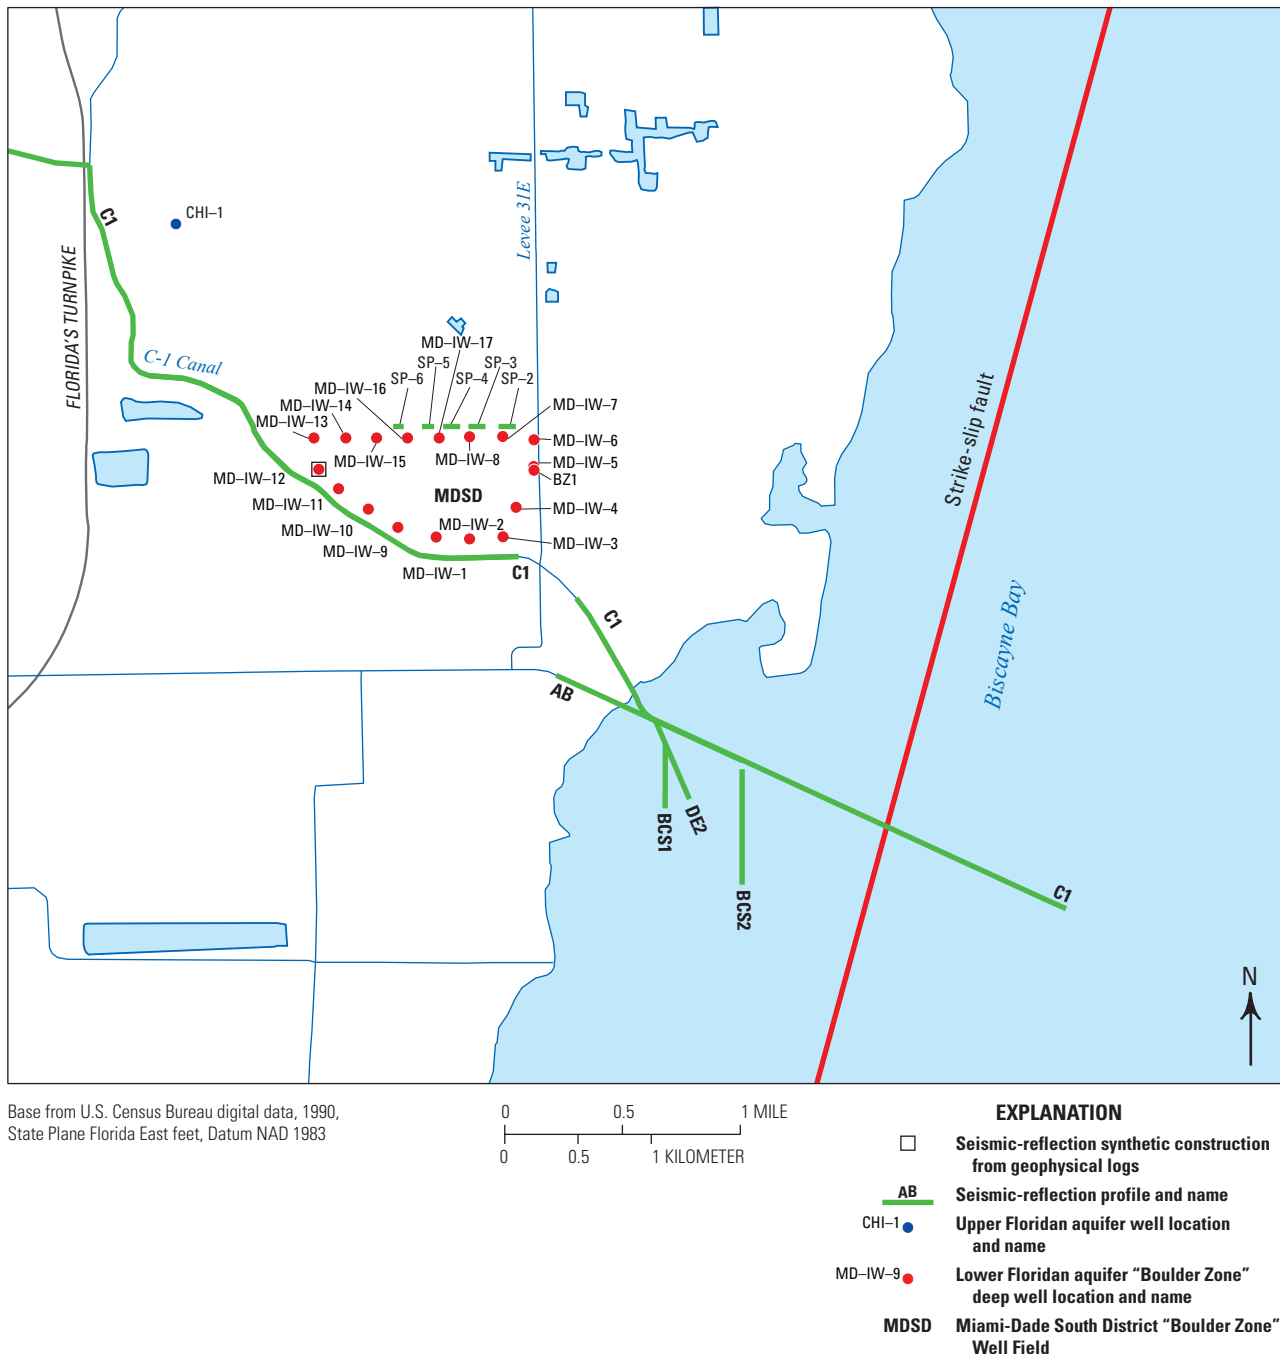 C1
CHI–1
Levee 31E
FLORIDA'S TURNPIKE
C-1 Canal
MD–IW–17
SP–5
SP–3
MD–IW–16
SP–6
SP–4
SP–2
MD–IW–14
MD–IW–7
MD–IW–13
MD–IW–6
MD–IW–15
MD–IW–8
MD–IW–5
MD–IW–12
BZ1
MDSD
MD–IW–11
MD–IW–4
MD–IW–10
MD–IW–2
MD–IW–9
MD–IW–3
MD–IW–1
C1
C1
AB
Strike-slip fault
Biscayne Bay
BCS1
DE2
BCS2
C1
N
Base from U.S. Census Bureau digital data, 1990,
State Plane Florida East feet, Datum NAD 1983
0 0.5 1 MILE
0 0.5 1 KILOMETER
EXPLANATION
Seismic-reflection synthetic construction
from geophysical logs
AB
Seismic-reflection profile and name
CHI–1
Upper Floridan aquifer well location
and name
MD–IW–9
Lower Floridan aquifer “Boulder Zone”
deep well location and name
MDSD
Miami-Dade South District “Boulder Zone”
Well Field